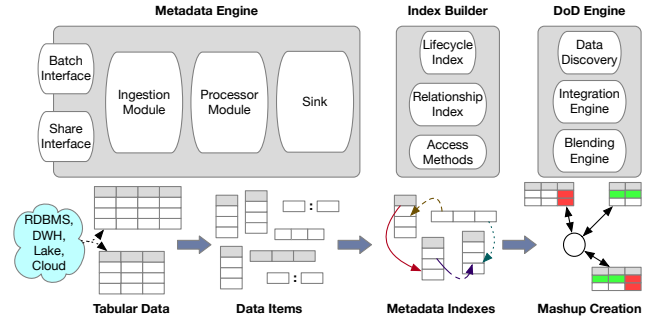 Metadata Engine
Index Builder
DoD Engine
Batch
Interface
Share
Interface
Ingestion
Module
Processor
Module
Sink
Lifecycle
Index
Relationship
Index
Access
Methods
Data
Discovery
Integration
Engine
Blending
Engine
RDBMS,
DWH,
Lake,
Cloud
:
:
Tabular Data
Data Items
Metadata Indexes
Mashup Creation